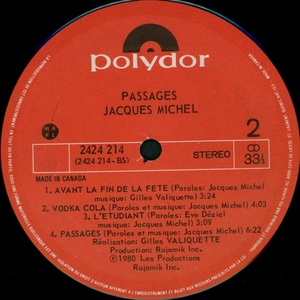 polydor
PASSAGES
JACQUES MICHEL
2
2424 214
(2424 214-BS)
STEREO
33⅓
MADE IN CANADA
1. AVANT LA FIN DE LA FETE (Paroles: Jacques Michel
musique: Gilles Valiquette) 3:24
2. VODKA COLA (Paroles et musique: Jacques Michel) 4:03
3. L'ETUDIANT (Paroles: Eve Déziel
musique: Jacques Michel) 3:09
4. PASSAGES (Paroles et musique: Jacques Michel) 6:22
Réalisation: Gilles VALIQUETTE
Production: Rojamik Inc.
℗ 1980 Les Productions
Rojamik Inc.